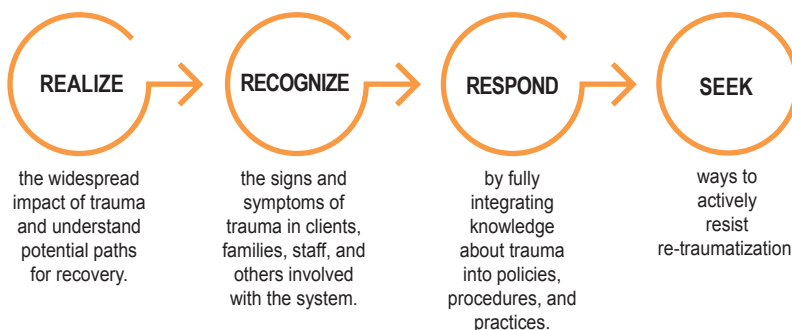 REALIZE
the widespread
impact of trauma
and understand
potential paths
for recovery.
RECOGNIZE
the signs and
symptoms of
trauma in clients,
families, staff, and
others involved
with the system.
RESPOND
by fully
integrating
knowledge
about trauma
into policies,
procedures, and
practices.
SEEK
ways to
actively
resist
re-traumatization